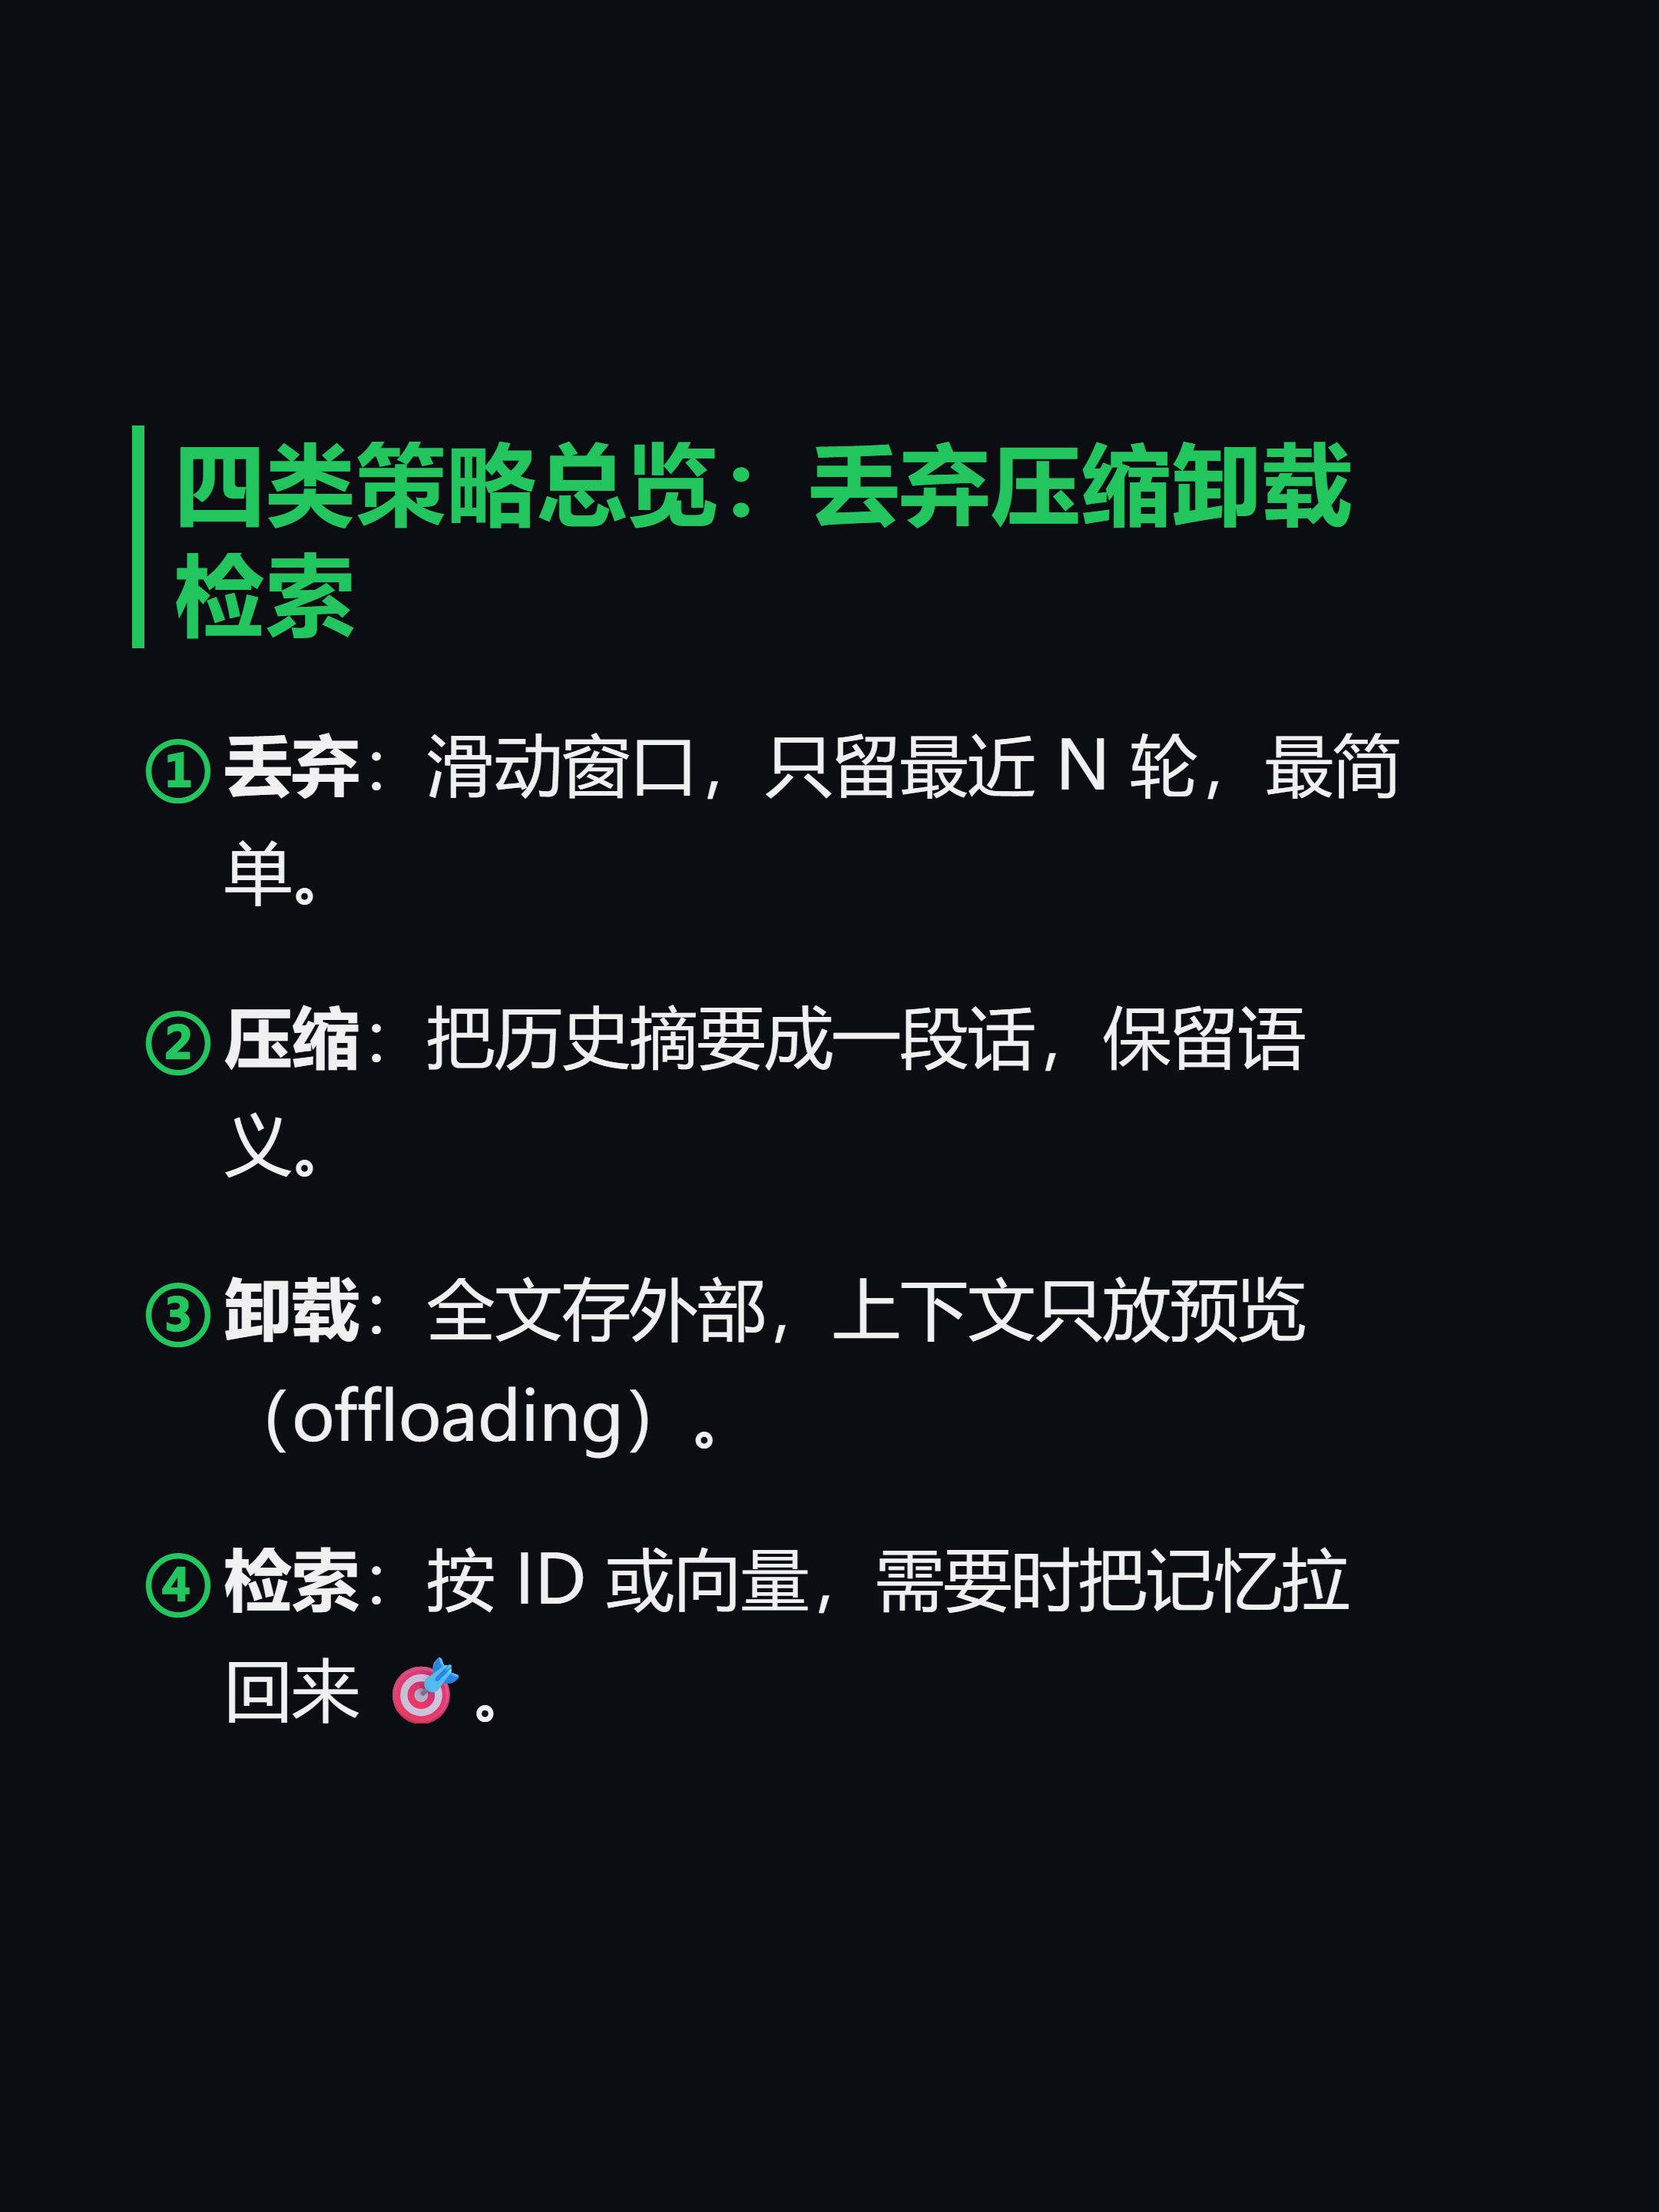 四类策略总览：丢弃压缩卸载
检索
①丢弃：滑动窗口，只留最近 N 轮，最简
单。
②压缩：把历史摘要成一段话，保留语
义。
③卸载：全文存外部，上下文只放预览
（offloading）。
④检索：按 ID 或向量，需要时把记忆拉
回来 🎯。